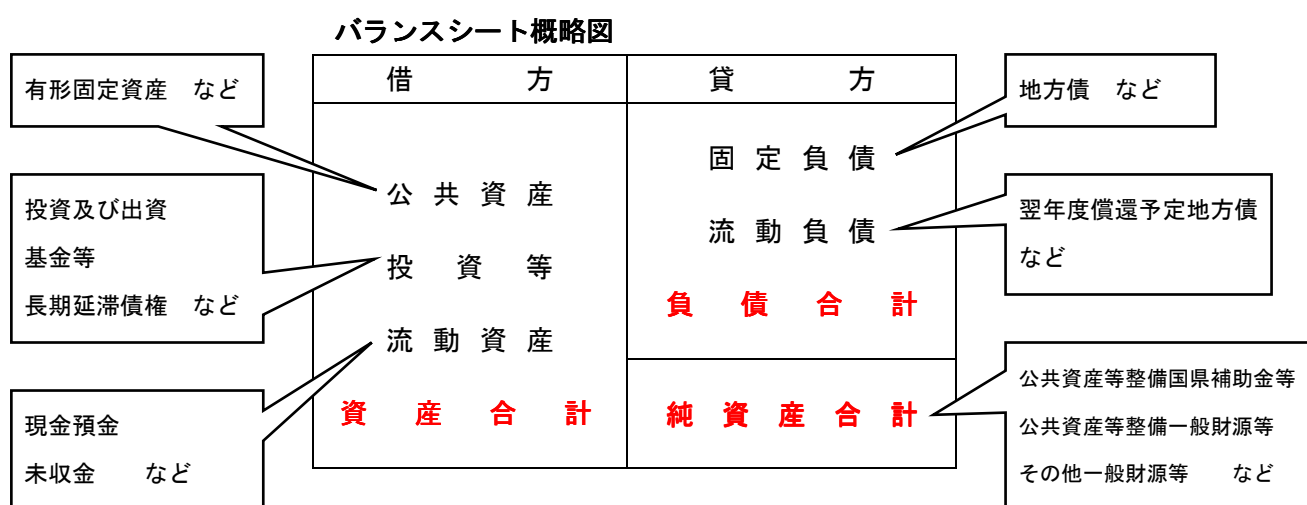 バランスシート概略図
有形固定資産　など
投資及び出資
基金等
長期延滞債権　など
現金預金
未収金　　など
借　　　　方
公 共 資 産
投　資　等
流 動 資 産
資　産　合　計
貸　　　　方
固 定 負 債
流 動 負 債
負　債　合　計
純 資 産 合 計
地方債　など
翌年度償還予定地方債
など
公共資産等整備国県補助金等
公共資産等整備一般財源等
その他一般財源等　　など